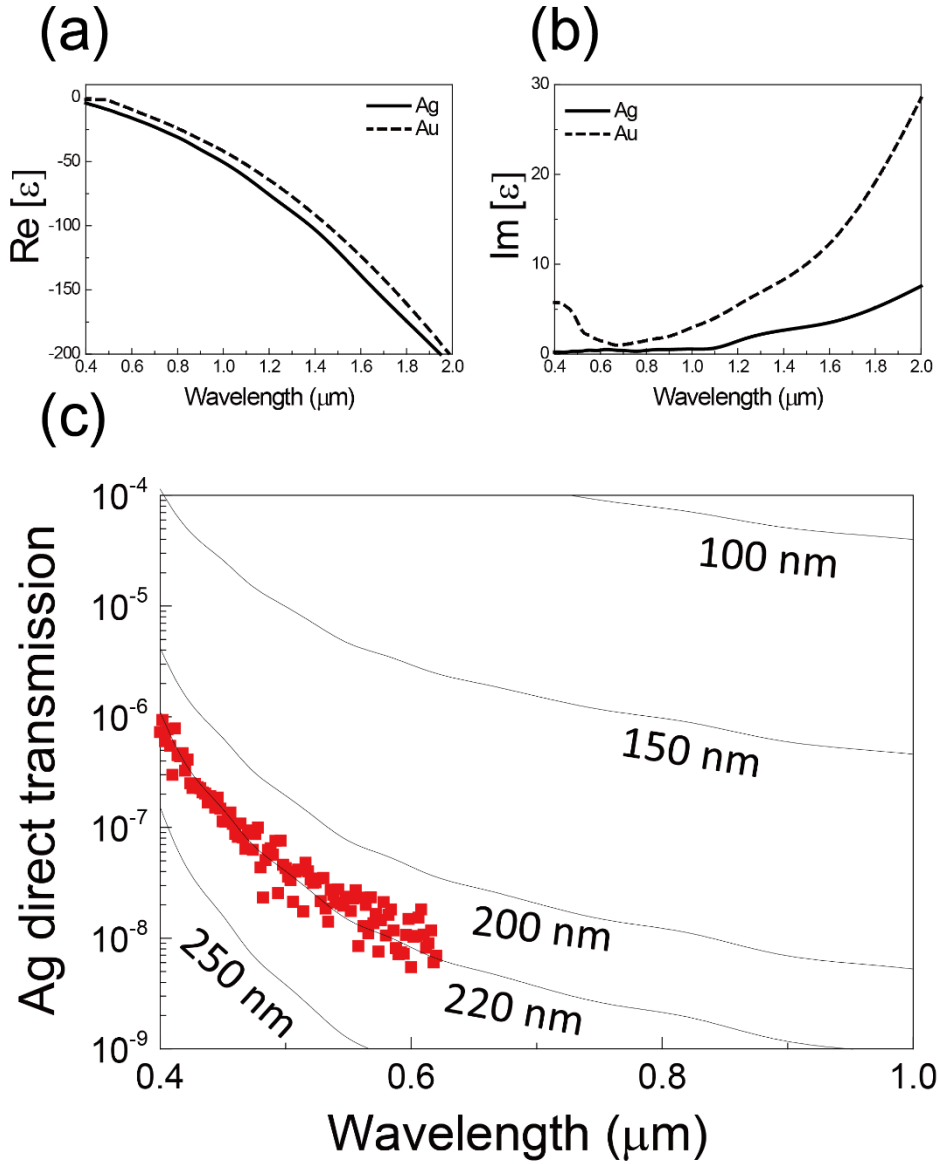 (a)
Re [ε]
0
-50
-100
-150
-200
Ag
Au
0.4 0.6 0.8 1.0 1.2 1.4 1.6 1.8 2.0
Wavelength (μm)
(b)
Im [ε]
30
20
10
0
Ag
Au
0.4 0.6 0.8 1.0 1.2 1.4 1.6 1.8 2.0
Wavelength (μm)
(c)
Ag direct transmission
10⁻⁴
10⁻⁵
10⁻⁶
10⁻⁷
10⁻⁸
10⁻⁹
100 nm
150 nm
200 nm
220 nm
250 nm
0.4 0.6 0.8 1.0
Wavelength (μm)